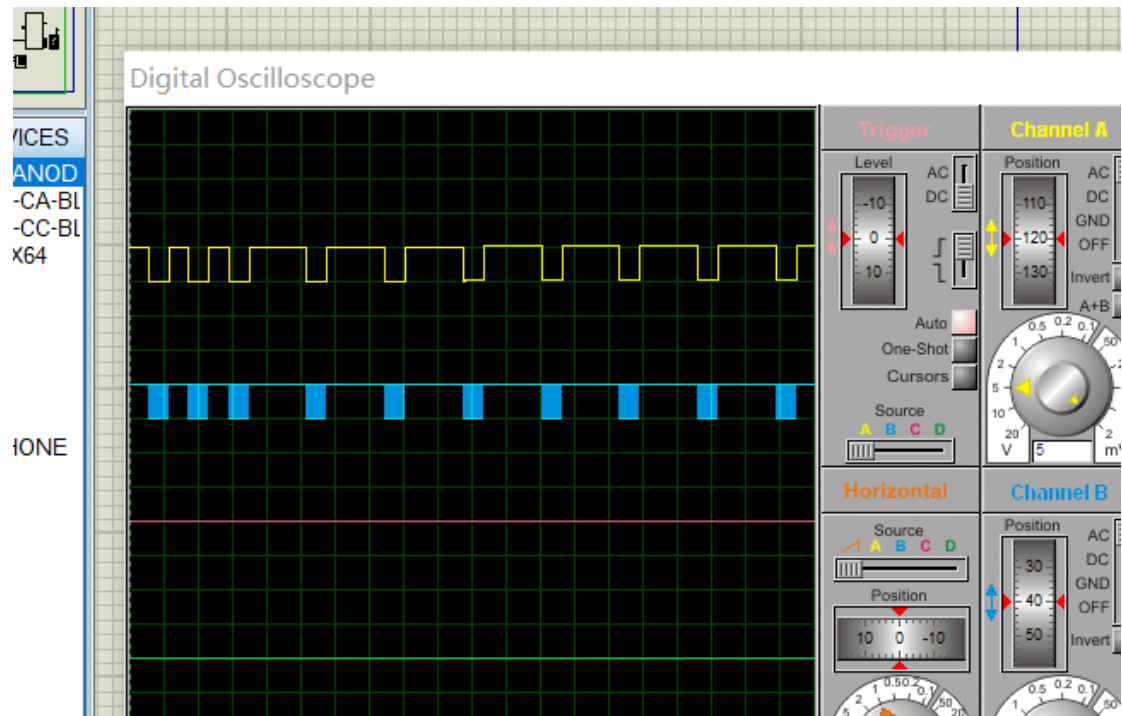 Digital Oscilloscope
VICES
ANOD
-CA-BL
-CC-BL
X64
HONE
Trigger
Level
AC
DC
-10
0
10
Auto
One-Shot
Cursors
Source
A B C D
Channel A
Position
AC
DC
GND
OFF
110
120
130
Invert
A+B
0.5 0.2 0.1
1
2
5
10
20
V
5
50
2
mV
Horizontal
Source
A B C D
Position
10 0 -10
0.5 0.2
1
2
5
50
20
Channel B
Position
AC
DC
GND
OFF
30
40
50
Invert
0.5 0.2 0.1
1
50